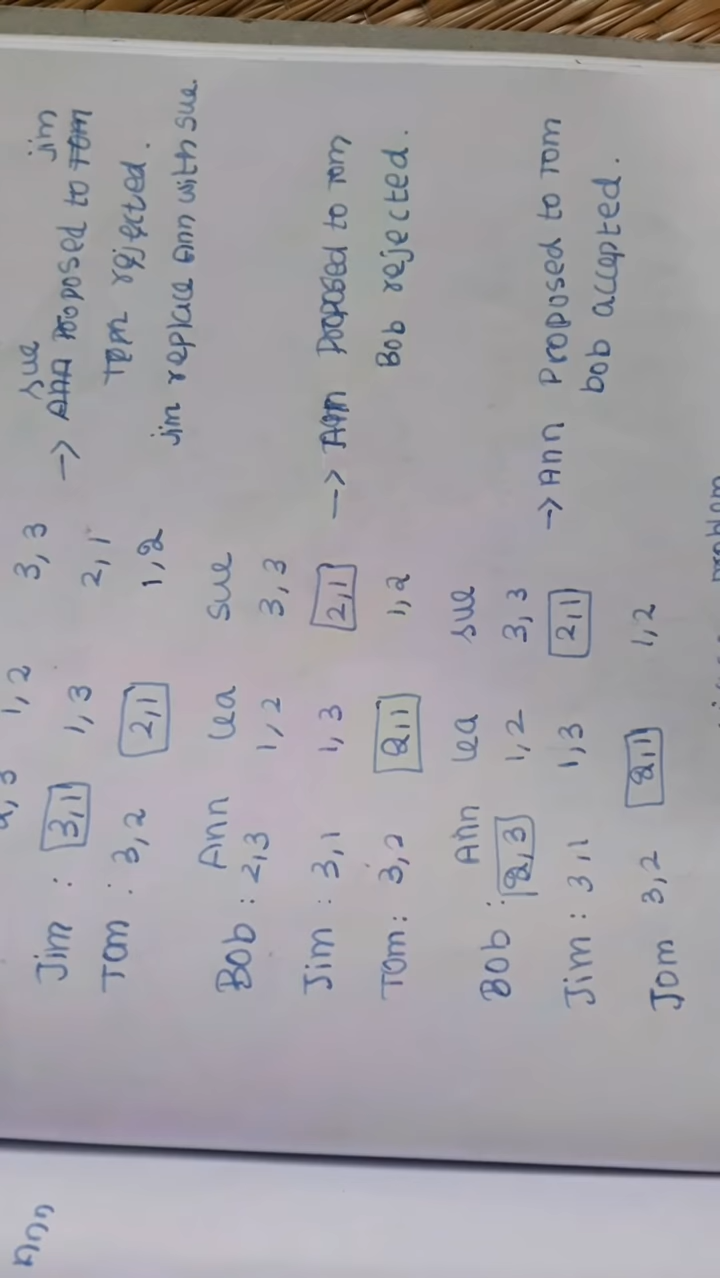 3 1,2 3,3 → sue Ann proposed to Tom jim
Jim : 3,1 1,3 2,1 Tom rejected.
Tom : 3,2 2,1 1,2 jim replace Ann with sue.
Ann Lea sue
Bob : 2,3 1,2 3,3
Jim : 3,1 1,3 2,1 → Ann proposed to Tom
Tom : 3,2 2,1 1,2 Bob rejected.
Ann Lea sue
Bob : 2,3 1,2 3,3
Jim : 3,1 1,3 2,1 → Ann Proposed to Tom
bob accepted.
Jom 3,2 2,1 1,2
problem
Ann